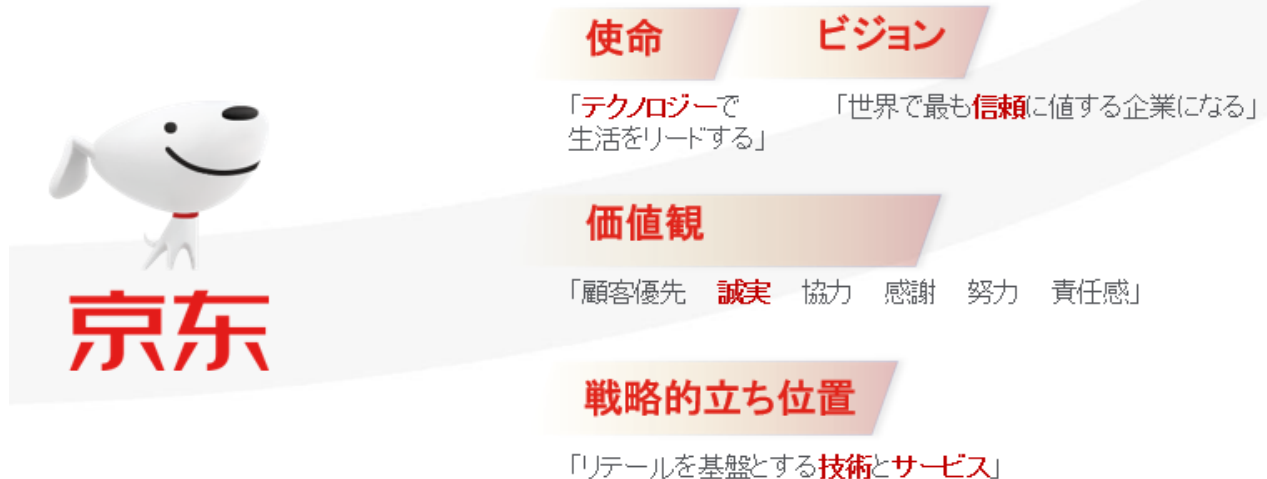 使命
ビジョン
「テクノロジーで
生活をリードする」
「世界で最も信頼に値する企業になる」
価値観
「顧客優先 誠実 協力 感謝 努力 責任感」
京东
戦略的立ち位置
「リテールを基盤とする技術とサービス」